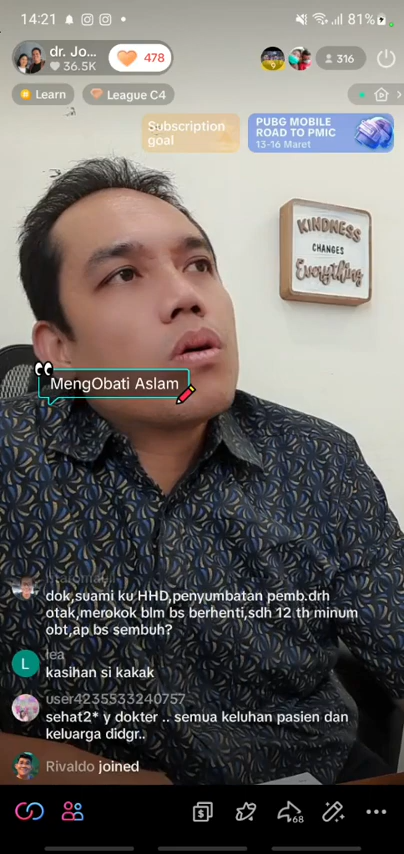 14:21
81%
dr. Jo...
36.5K
478
316
Learn
League C4
Subscription
goal
PUBG MOBILE
ROAD TO PMIC
13-16 Maret
KINDNESS
CHANGES
Everything
MengObati Aslam
dok,suami ku HHD,penyumbatan pemb.drh
otak,merokok blm bs berhenti,sdh 12 th minum
obt,ap bs sembuh?
lea
L
kasihan si kakak
user4235533240757
sehat2* y dokter .. semua keluhan pasien dan
keluarga didgr..
Rivaldo joined
68